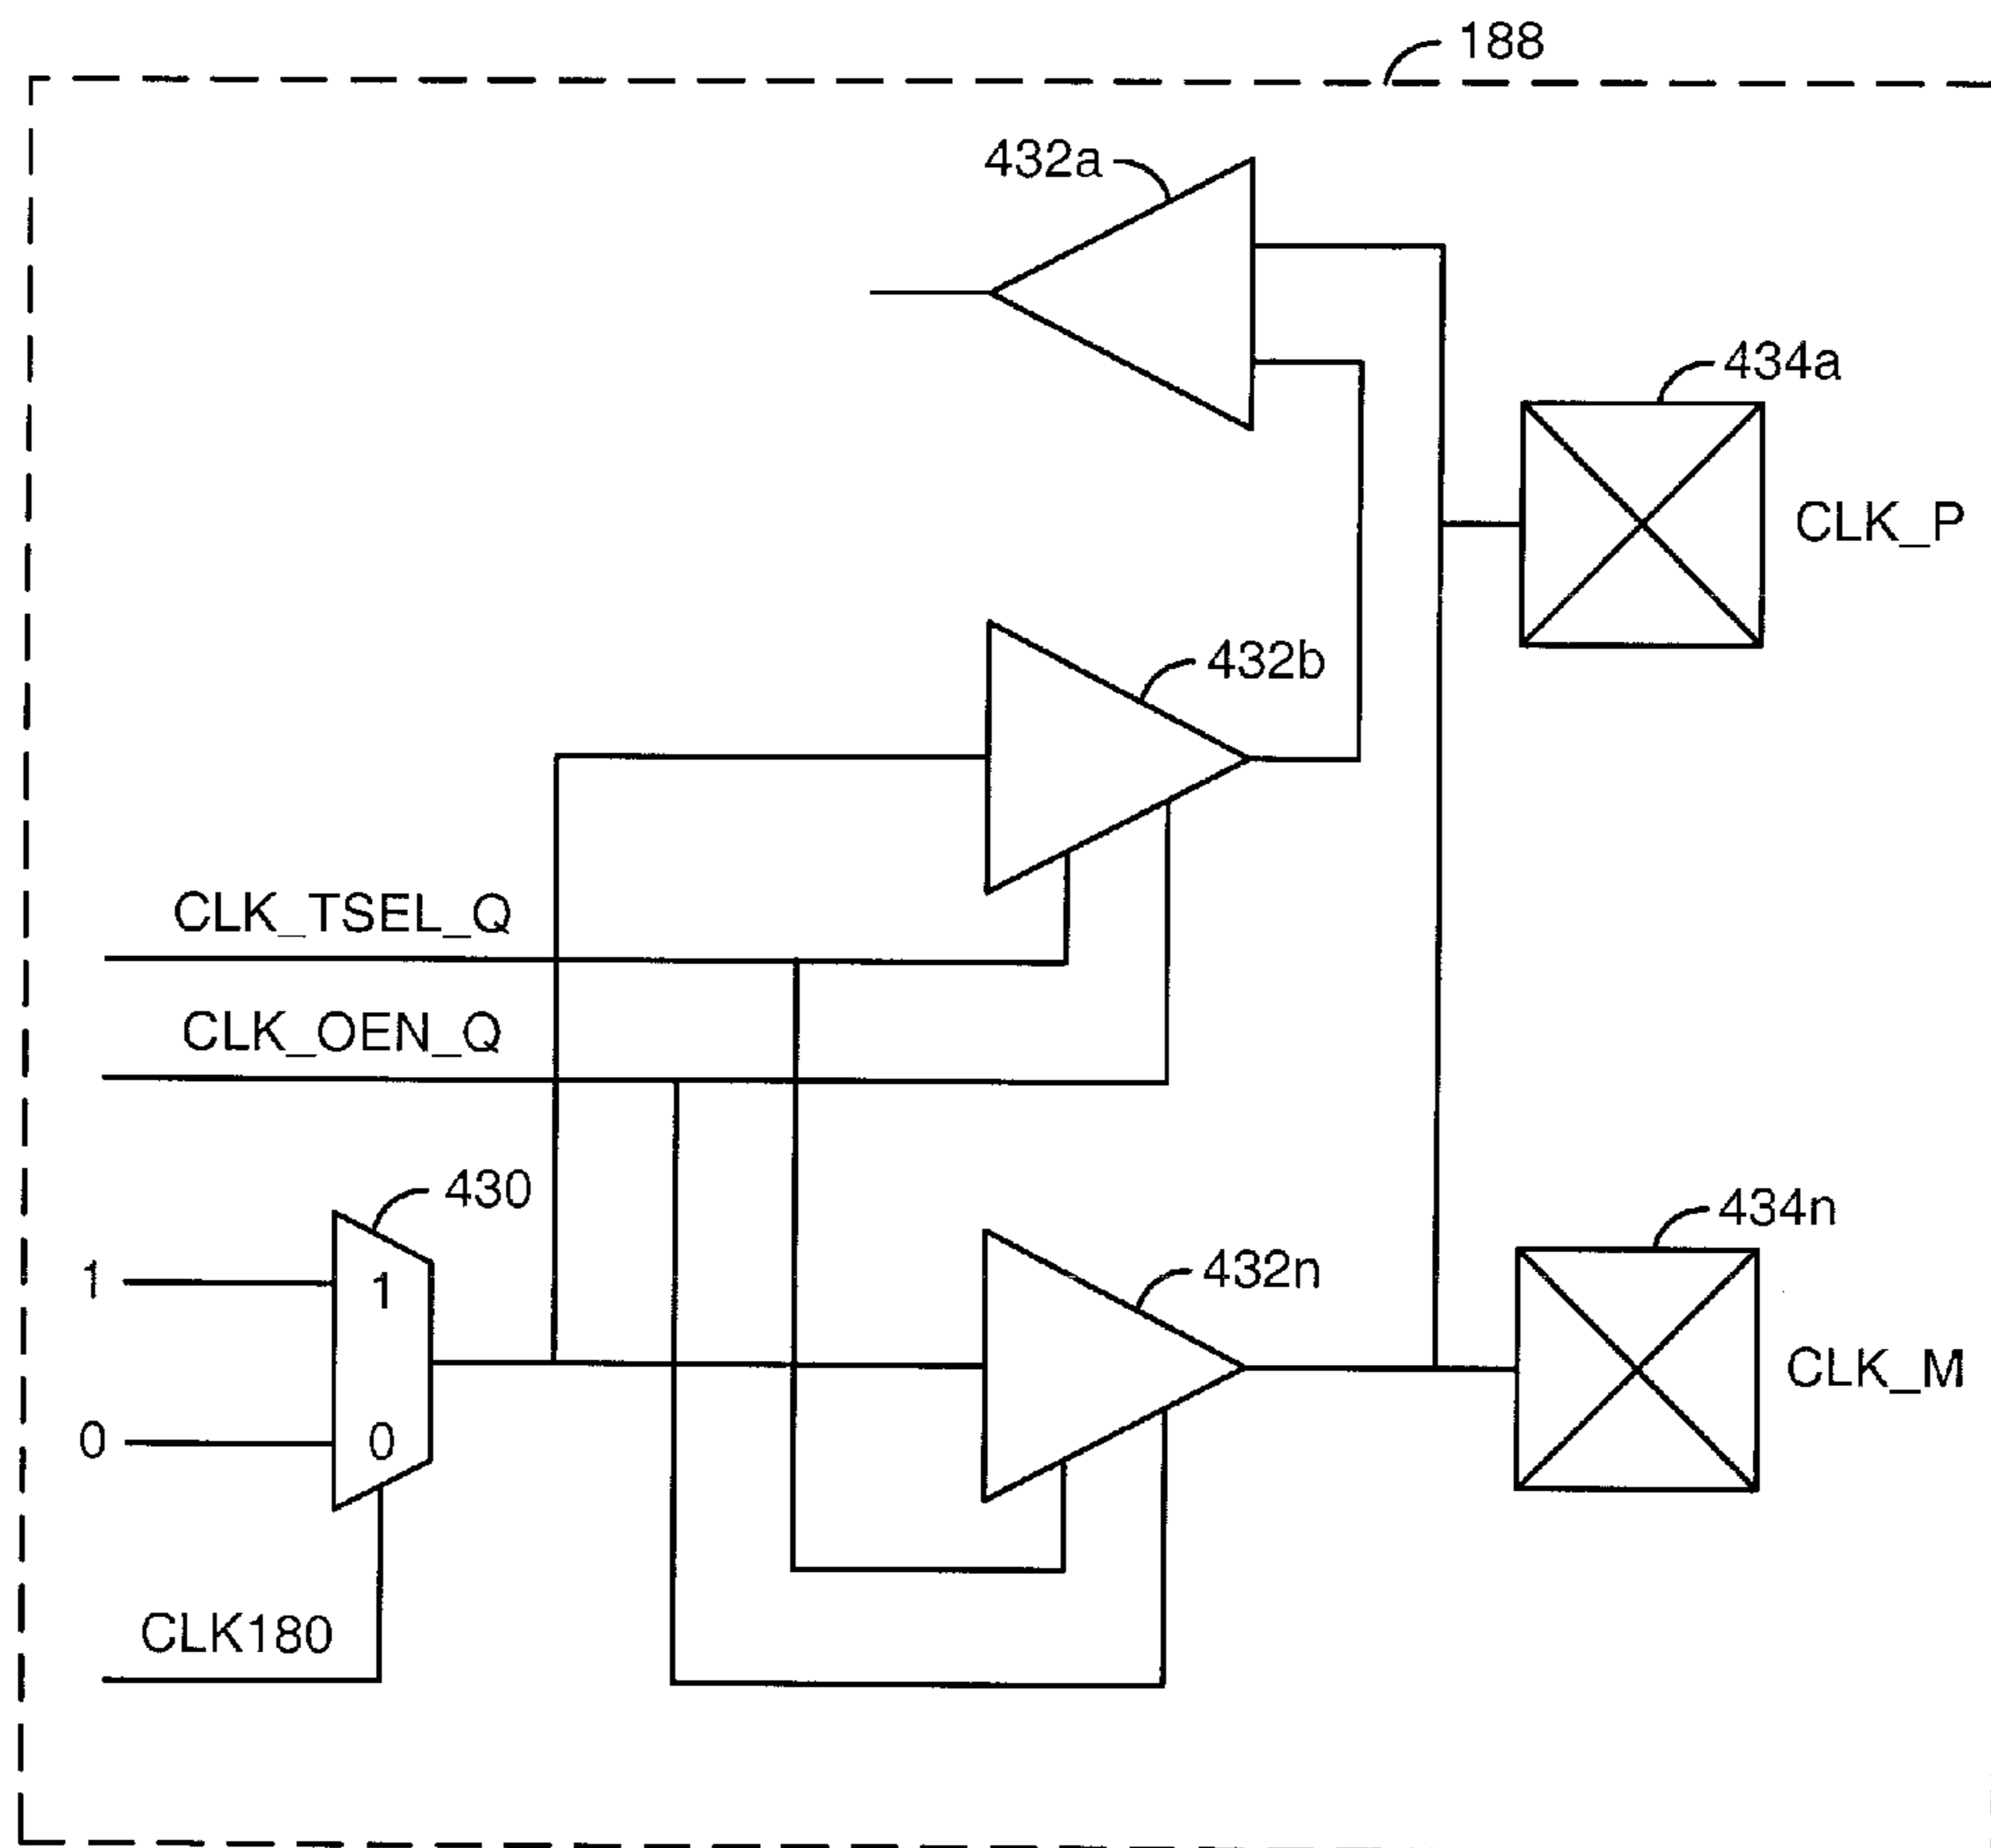 188
432a
434a
CLK_P
432b
CLK_TSEL_Q
CLK_OEN_Q
430
434n
432n
1
1
CLK_M
0
0
CLK180